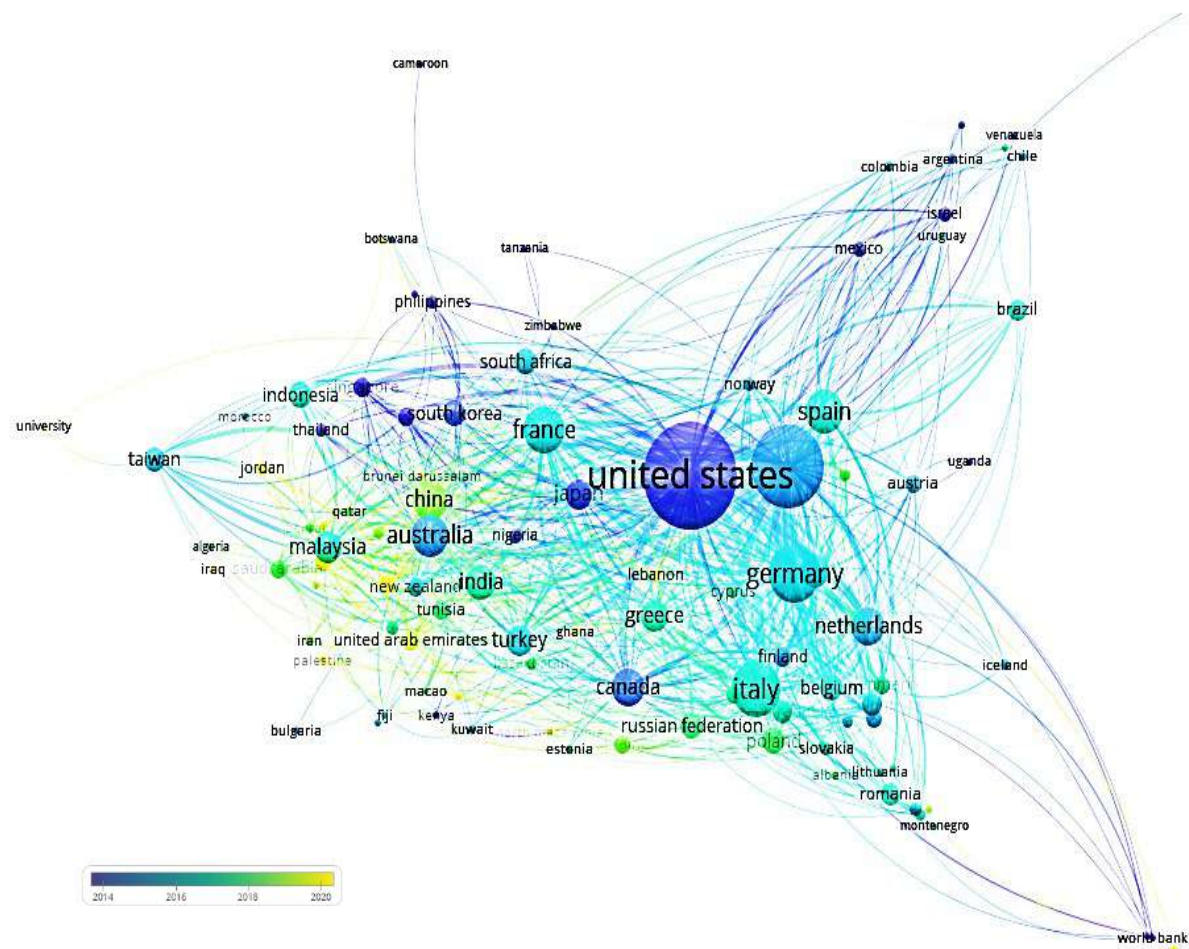 cameroon
venezuela
chile
argentina
colombia
israel
uruguay
mexico
botswana
tanzania
philippines
brazil
zimbabwe
south africa
norway
indonesia
singapore
morocco
south korea
spain
university
thailand
france
taiwan
jordan
brunei darussalam
united states
uganda
austria
china
japan
qatar
australia
nigeria
malaysia
algeria
iraq
saudi arabia
lebanon
germany
new zealand
india
cyprus
tunisia
greece
netherlands
iran
united arab emirates
turkey
ghana
palestine
kazakhstan
finland
iceland
macao
canada
italy
belgium
fiji
kenya
bulgaria
kuwait
russian federation
estonia
poland
slovakia
albania
lithuania
romania
montenegro
2014
2016
2018
2020
world bank